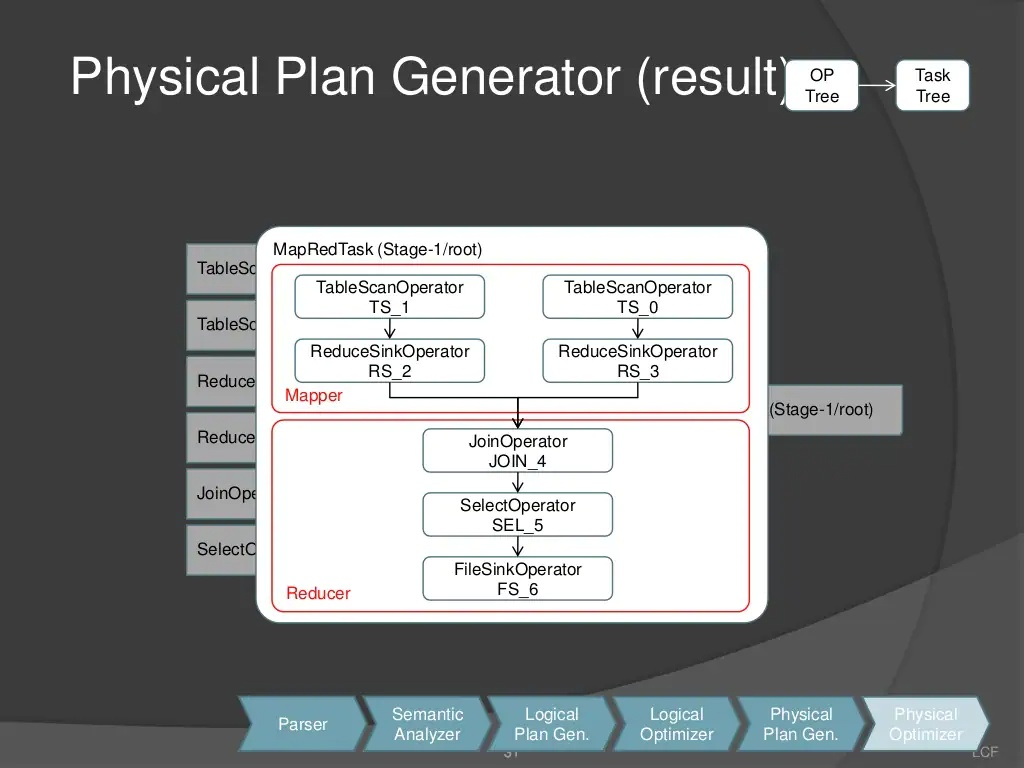 Physical Plan Generator (result)
OP
Tree
Task
Tree
MapRedTask (Stage-1/root)
TableScanOperator
TS_1
TableScanOperator
TS_0
ReduceSinkOperator
RS_2
ReduceSinkOperator
RS_3
Mapper
JoinOperator
JOIN_4
SelectOperator
SEL_5
FileSinkOperator
FS_6
Reducer
TableSc
TableSc
Reduce
Reduce
JoinOpe
SelectO
(Stage-1/root)
Parser
Semantic
Analyzer
Logical
Plan Gen.
Logical
Optimizer
Physical
Plan Gen.
Physical
Optimizer